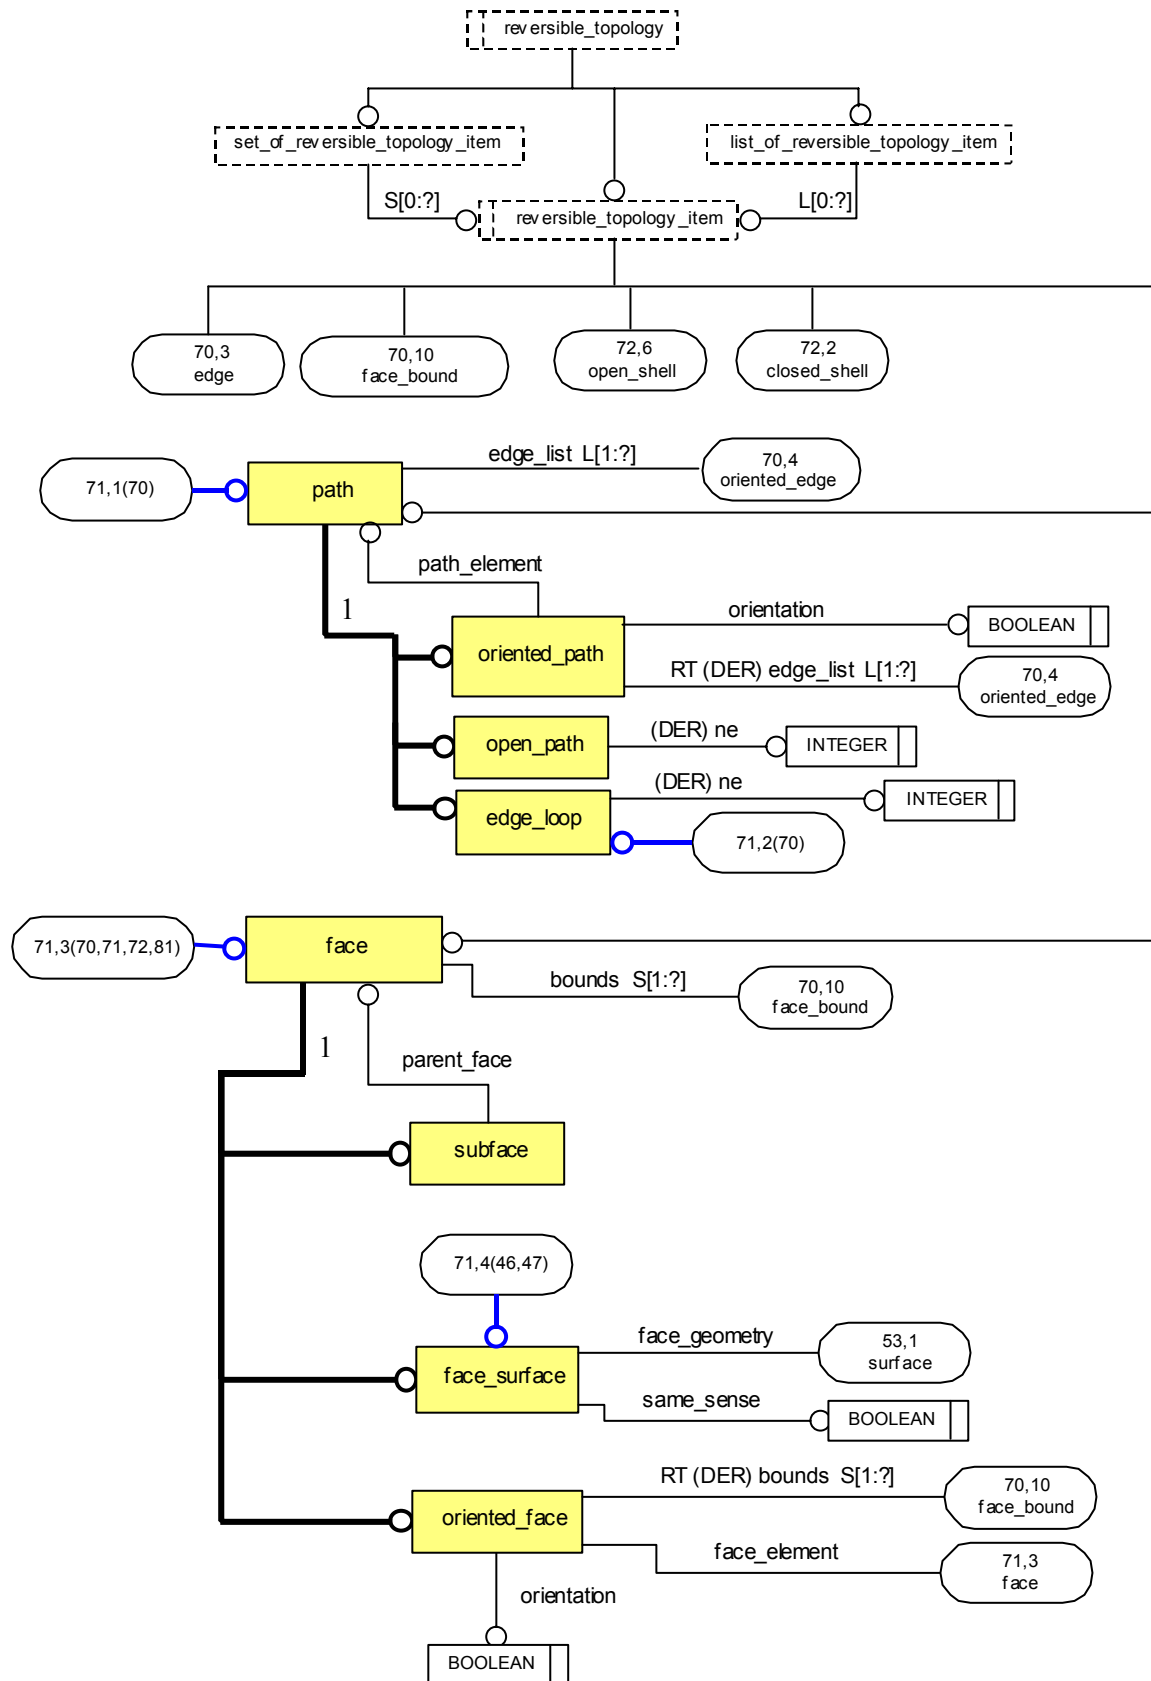 reversible_topology
set_of_reversible_topology_item
list_of_reversible_topology_item
S[0:?]
L[0:?]
reversible_topology_item
70,3
edge
70,10
face_bound
72,6
open_shell
72,2
closed_shell
edge_list L[1:?]
70,4
oriented_edge
71,1(70)
path
path_element
1
orientation
BOOLEAN
oriented_path
RT (DER) edge_list L[1:?]
70,4
oriented_edge
open_path
(DER) ne
INTEGER
(DER) ne
INTEGER
edge_loop
71,2(70)
71,3(70,71,72,81)
face
bounds S[1:?]
70,10
face_bound
1
parent_face
subface
71,4(46,47)
face_geometry
53,1
surface
face_surface
same_sense
BOOLEAN
RT (DER) bounds S[1:?]
70,10
face_bound
oriented_face
face_element
71,3
face
orientation
BOOLEAN